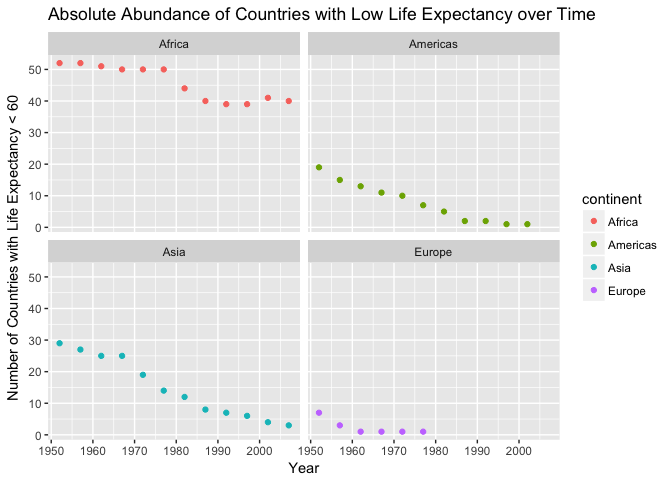 Absolute Abundance of Countries with Low Life Expectancy over Time
Africa
Americas
50
40
30
20
10
0
Asia
Europe
50
40
30
20
10
0
1950 1960 1970 1980 1990 2000
1950 1960 1970 1980 1990 2000
Year
Number of Countries with Life Expectancy < 60
continent
Africa
Americas
Asia
Europe